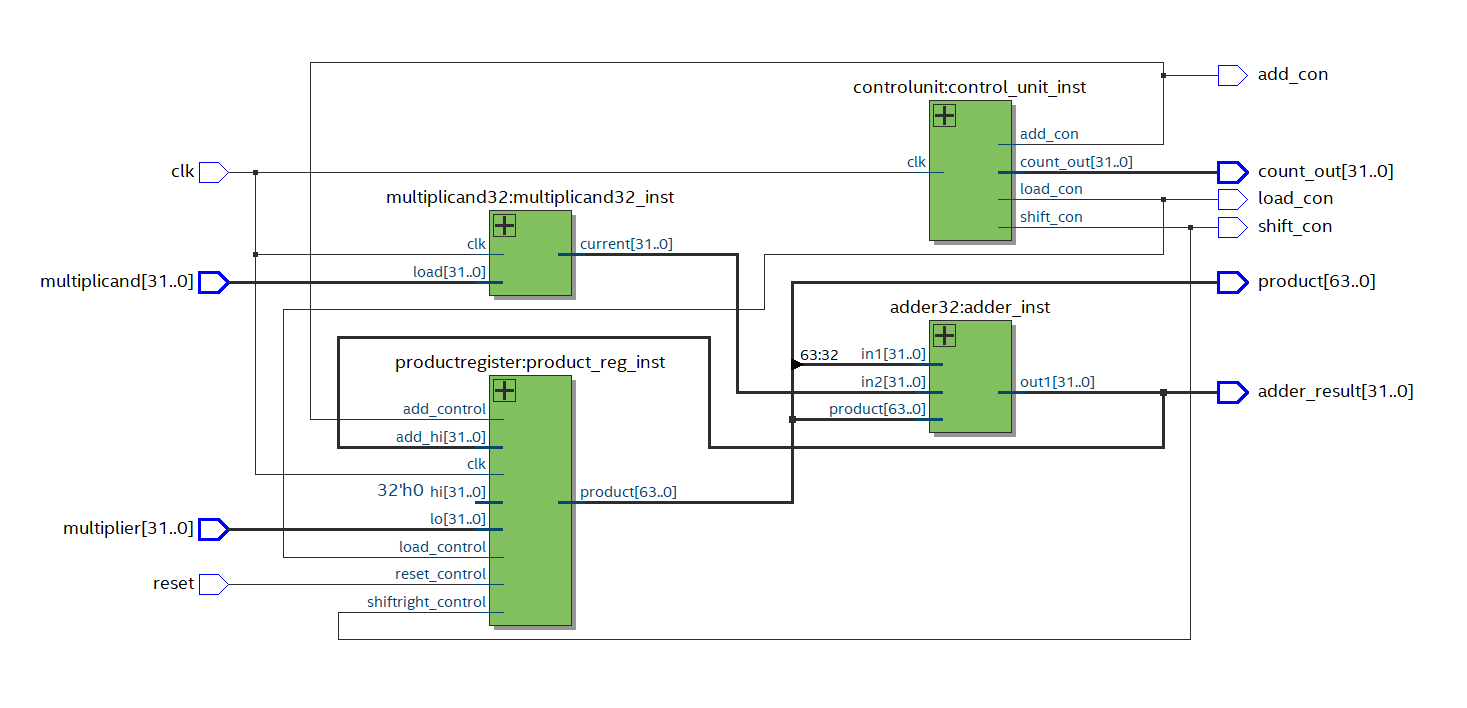 add_con
controlunit:control_unit_inst
add_con
clk
clk
count_out[31..0]
count_out[31..0]
load_con
load_con
shift_con
shift_con
multiplicand32:multiplicand32_inst
clk
current[31..0]
load[31..0]
multiplicand[31..0]
product[63..0]
adder32:adder_inst
63:32
in1[31..0]
in2[31..0]
out1[31..0]
product[63..0]
adder_result[31..0]
productregister:product_reg_inst
add_control
add_hi[31..0]
clk
32'h0
hi[31..0]
product[63..0]
lo[31..0]
multiplier[31..0]
load_control
reset_control
reset
shiftright_control